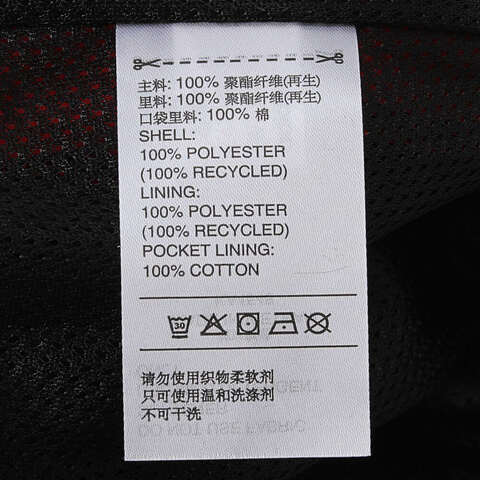 主料: 100% 聚酯纤维(再生)
里料: 100% 聚酯纤维(再生)
口袋里料: 100% 棉
SHELL:
100% POLYESTER
(100% RECYCLED)
LINING:
100% POLYESTER
(100% RECYCLED)
POCKET LINING:
100% COTTON
30
请勿使用织物柔软剂
只可使用温和洗涤剂
不可干洗